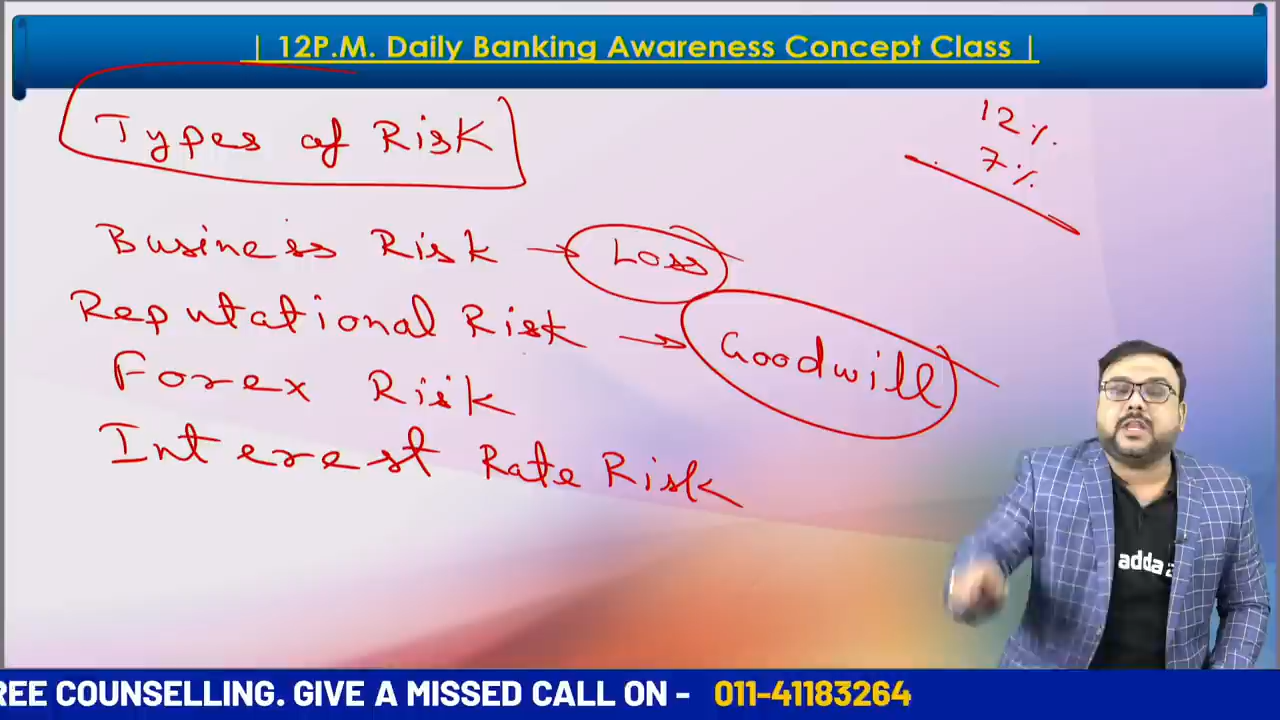 | 12P.M. Daily Banking Awareness Concept Class |
Types of Risk
12%
7%
Business Risk → Loss
Reputational Risk → Goodwill
Forex Risk
Interest Rate Risk
adda
REE COUNSELLING. GIVE A MISSED CALL ON - 011-41183264